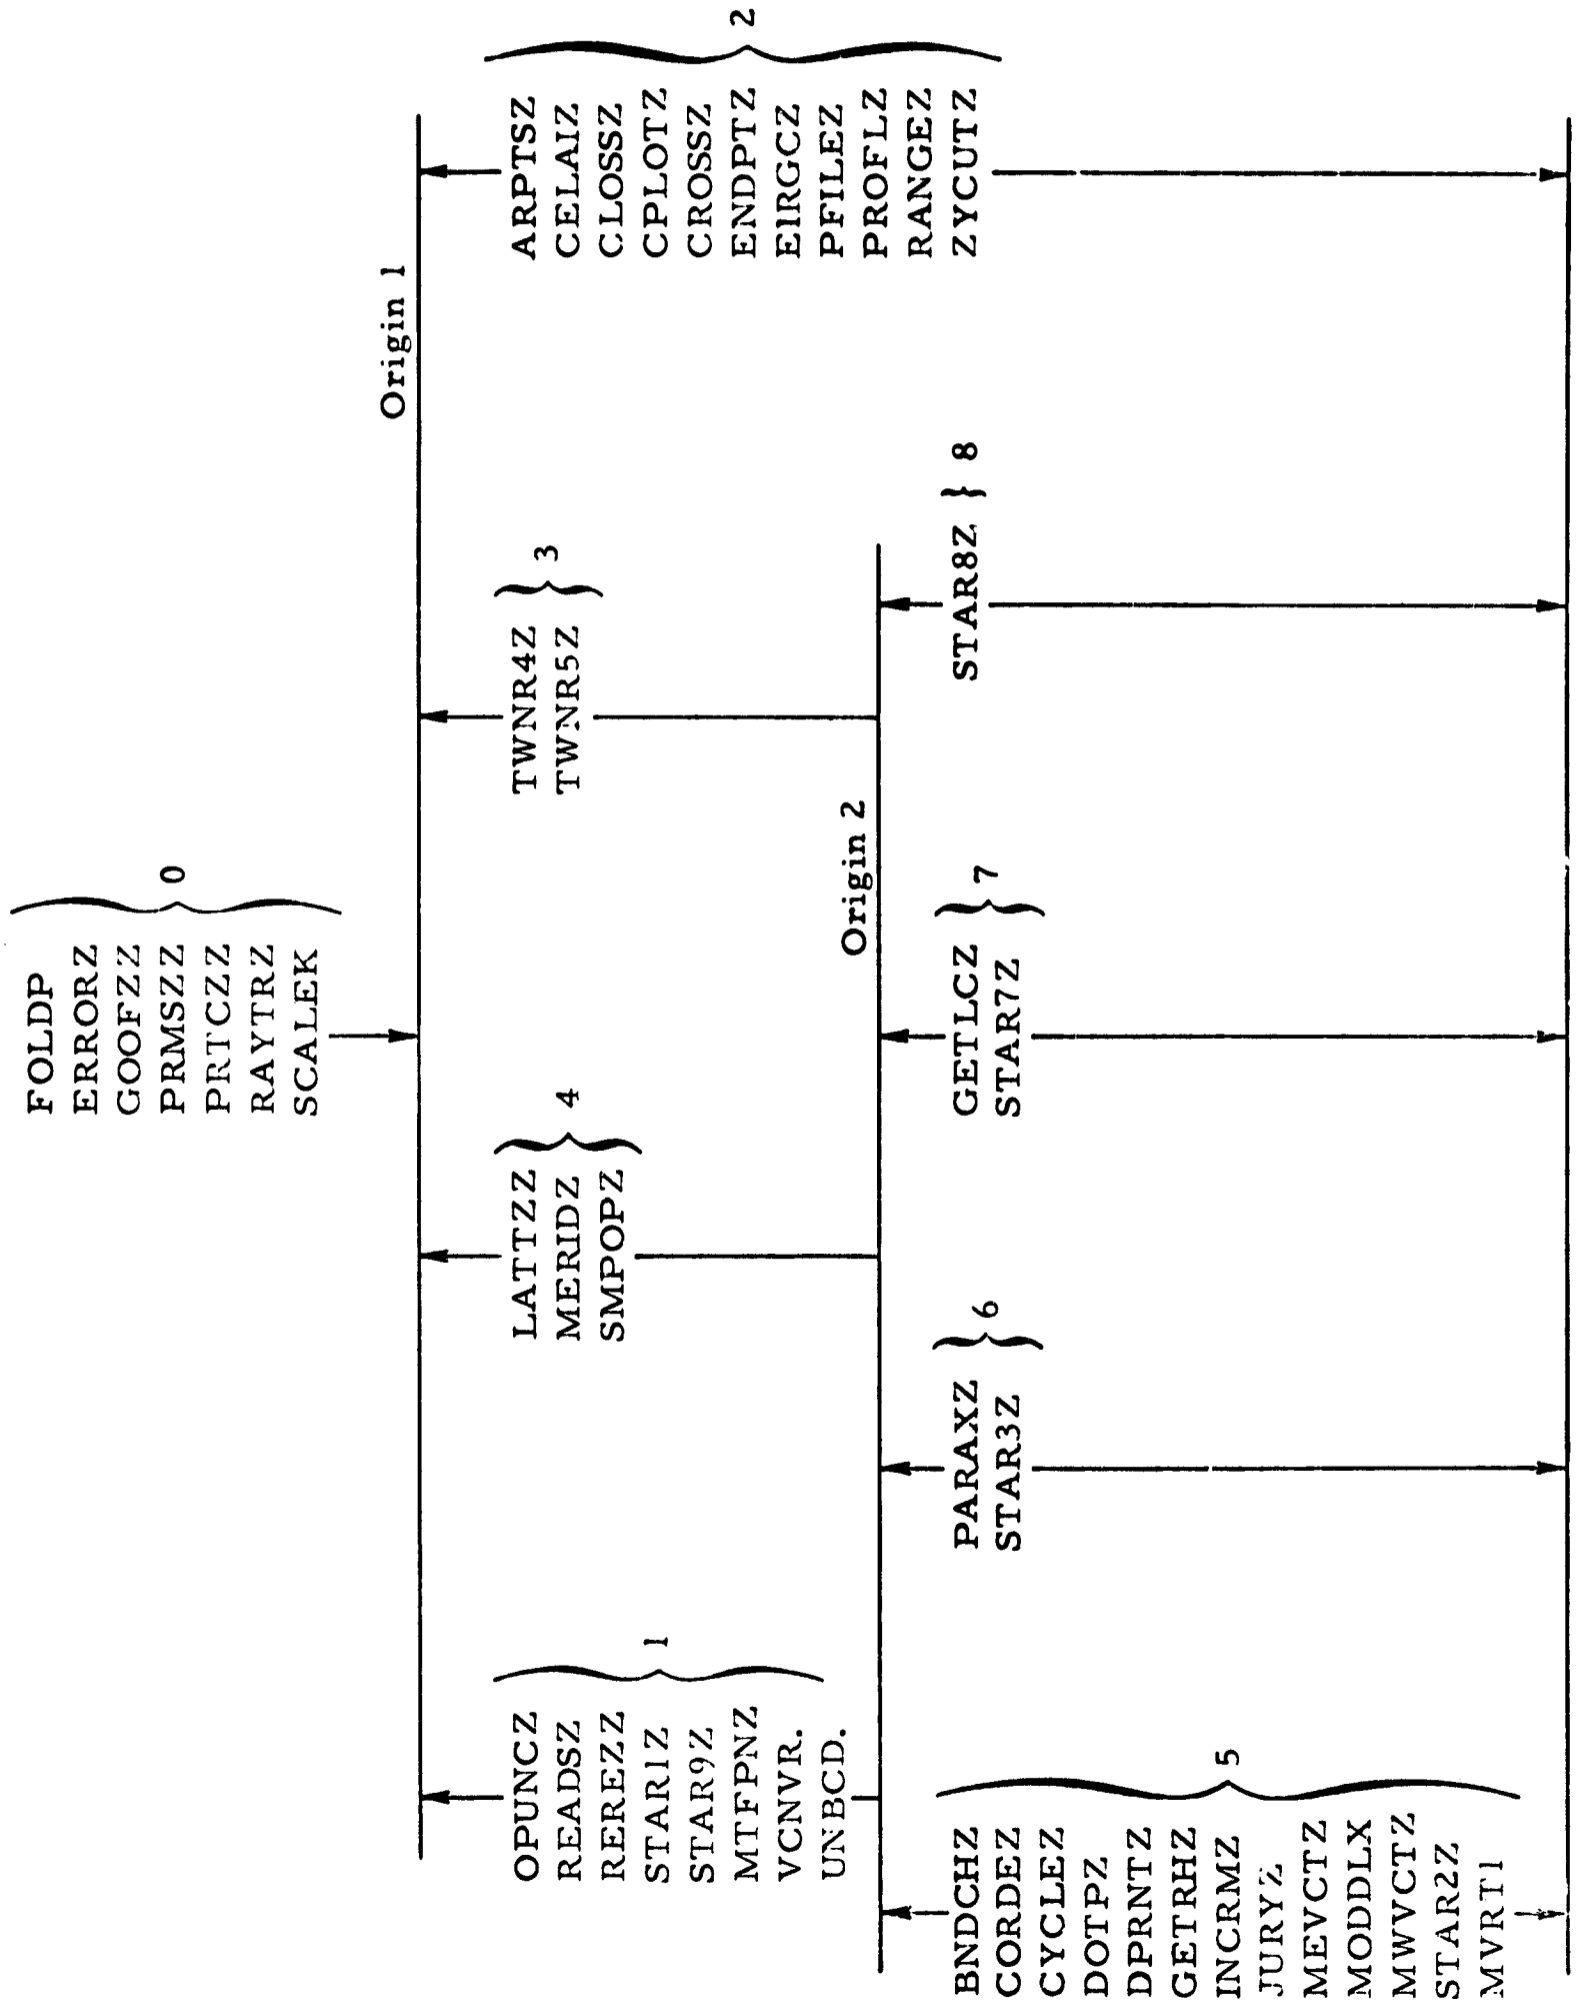 FOLDP
ERRORZ
GOOFZZ
PRMSZZ
PRTCZZ
RAYTRZ
SCALEK
0
Origin 1
OPUNCZ
READSZ
REREZZ
STAR1Z
STAR9Z
MTFPNZ
VCNVR.
UNBCD.
1
LATTZZ
MERIDZ
SMPOPZ
4
TWNR4Z
TWNR5Z
3
ARPTSZ
CELAIZ
CLOSSZ
CPLOTZ
CROSSZ
ENDPTZ
EIRGCZ
PFILEZ
PROFLZ
RANGEZ
ZYCUTZ
2
Origin 2
BNDCHZ
CORDEZ
CYCLEZ
DOTPZ
DPRNTZ
GETRHZ
INCRMZ
JURYZ
MEVCTZ
MODDLX
MWVCTZ
STAR2Z
MVRT1
5
PARAXZ
STAR3Z
6
GETLCZ
STAR7Z
7
STAR8Z
8